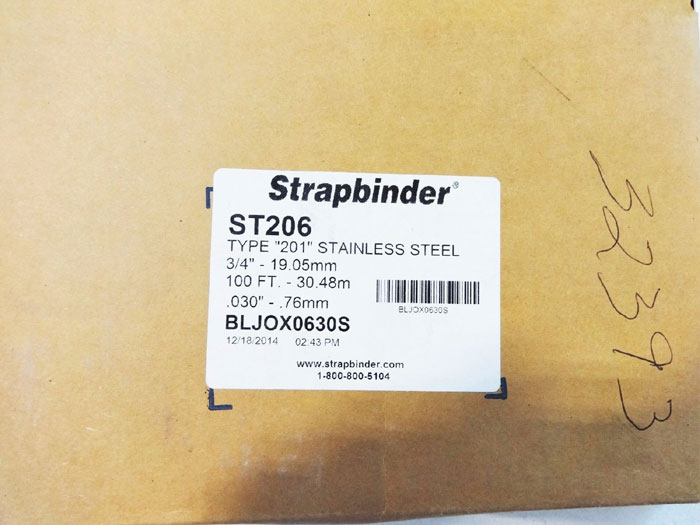 Strapbinder®
ST206
TYPE "201" STAINLESS STEEL
3/4" - 19.05mm
100 FT. - 30.48m
.030" - .76mm
BLJOX0630S
BLJOX0630S
12/18/2014 02:43 PM
www.strapbinder.com
1-800-800-5104
32393